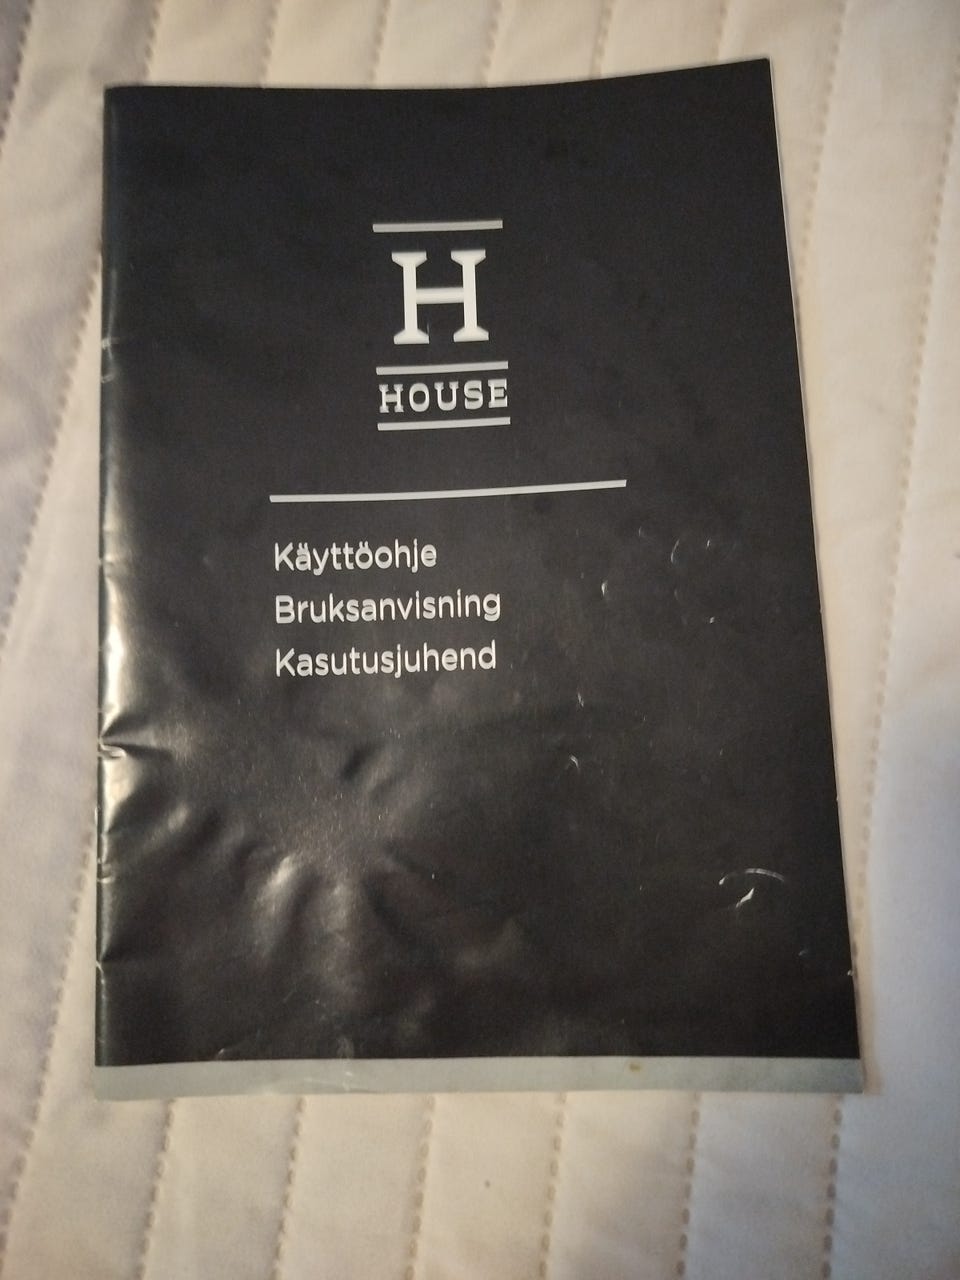 H
HOUSE
Käyttöohje
Bruksanvisning
Kasutusjuhend